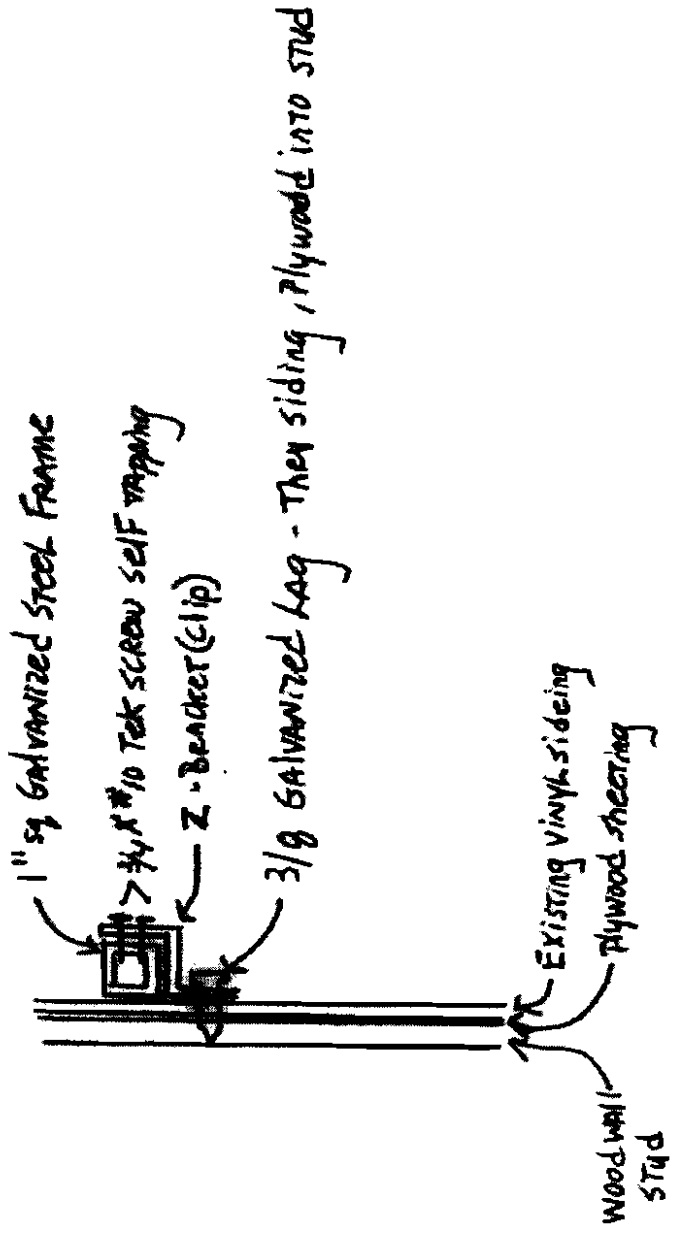 1" sq GALVANIZED STEEL FRAME
> 3/4 X #10 TEK SCREW SELF TAPPING
Z-BRACKET (clip)
3/8 GALVANIZED LAG - Thru siding, Plywood into STUD
EXISTING VINYL sideing
Plywood sheeting
Wood WALL
STUD